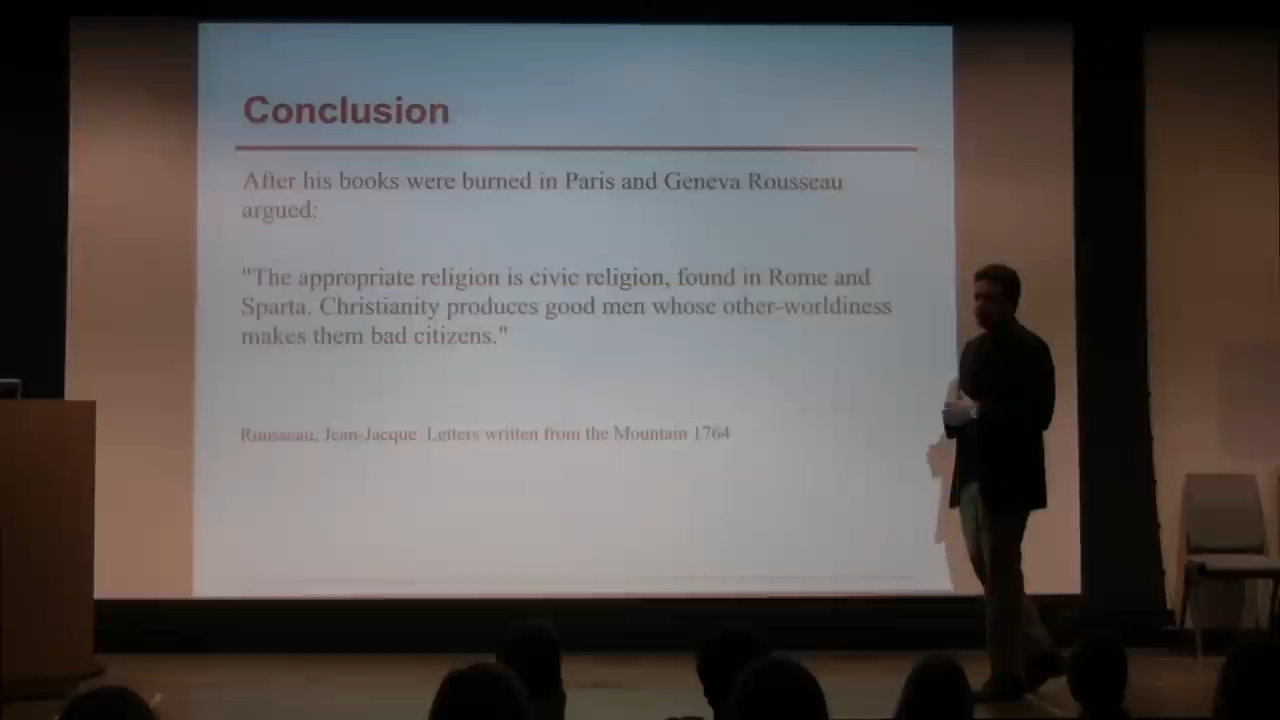 Conclusion
After his books were burned in Paris and Geneva Rousseau
argued:
"The appropriate religion is civic religion, found in Rome and
Sparta. Christianity produces good men whose other-worldiness
makes them bad citizens."
Rousseau, Jean-Jacque Letters written from the Mountain 1764